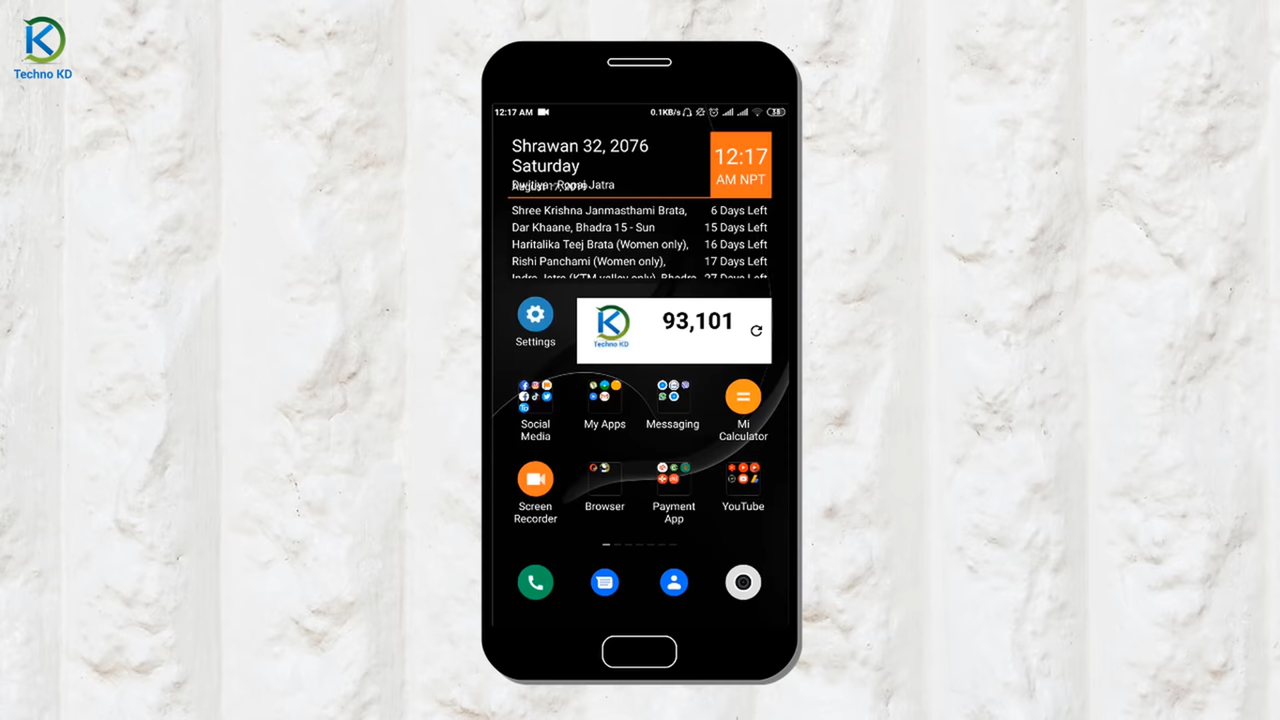 Techno KD
12:17 AM
0.1KB/s
38
Shrawan 32, 2076
Saturday
12:17
AM NPT
Shree Krishna Janmasthami Brata,
6 Days Left
Dar Khaane, Bhadra 15 - Sun
15 Days Left
Haritalika Teej Brata (Women only),
16 Days Left
Rishi Panchami (Women only),
17 Days Left
Indra Jatra (KTM valley only), Bhadra
27 Days Left
Settings
Techno KD
93,101
Social
Media
My Apps
Messaging
Mi
Calculator
Screen
Recorder
Browser
Payment
App
YouTube